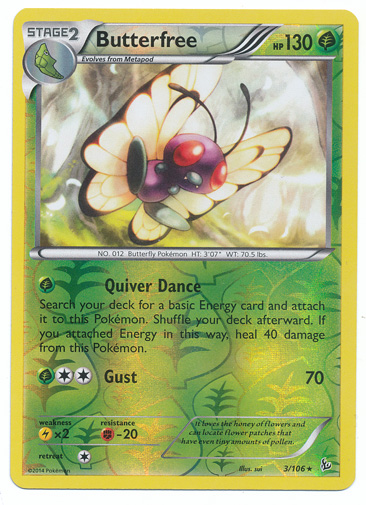 STAGE2
Butterfree
HP 130
Evolves from Metapod
NO. 012 Butterfly Pokémon HT: 3'07" WT: 70.5 lbs.
Quiver Dance
Search your deck for a basic Energy card and attach
it to this Pokémon. Shuffle your deck afterward. If
you attached Energy in this way, heal 40 damage
from this Pokémon.
Gust 70
weakness resistance
×2 -20
retreat
It loves the honey of flowers and
can locate flower patches that
have even tiny amounts of pollen.
Illus. sui
3/106★
©2014 Pokémon